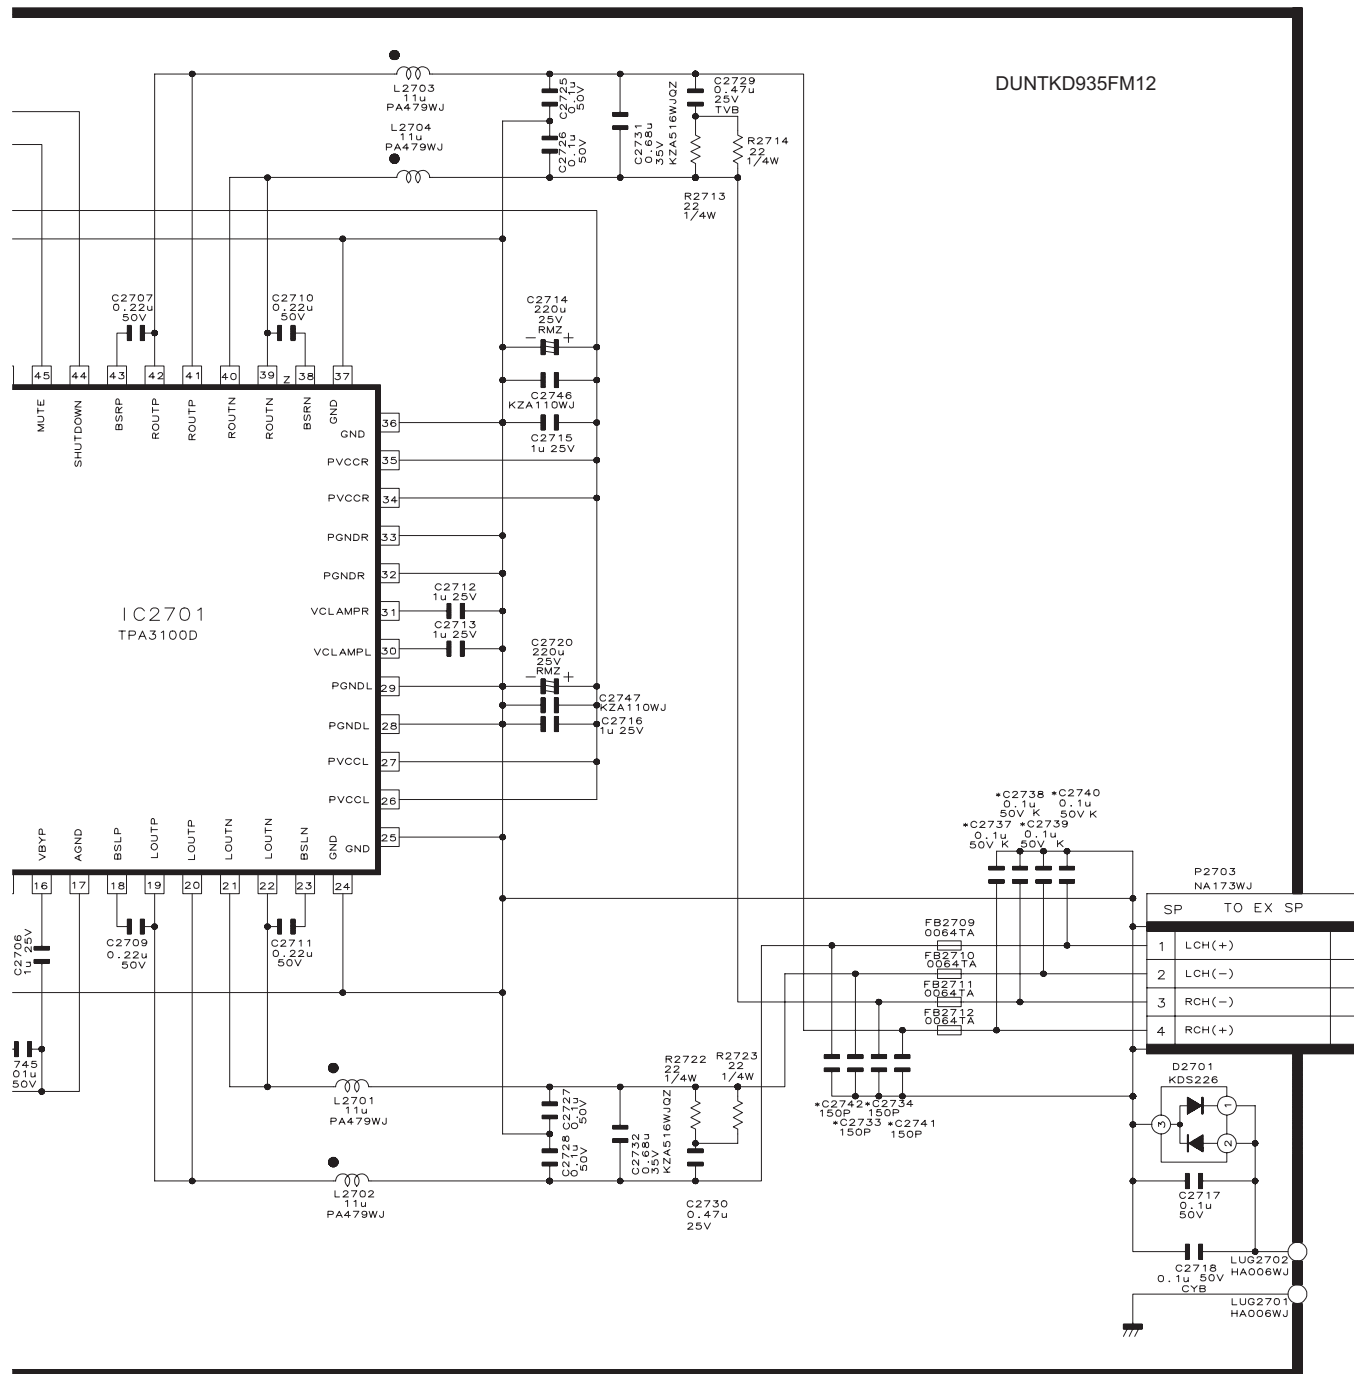 DUNTKD935FM12
L2703
11u
PA479WJ
L2704
11u
PA479WJ
C2725
0.1u
50V
C2726
0.1u
50V
C2731
0.68u
35V
KZA516WJQZ
C2729
0.47u
25V
TVB
R2714
22
1/4W
R2713
22
1/4W
C2707
0.22u
50V
C2710
0.22u
50V
C2714
220u
25V
RMZ
− +
C2746
KZA110WJ
C2715
1u 25V
45 44 43 42 41 40 39 Z 38 37
MUTE
SHUTDOWN
BSRP
ROUTP
ROUTP
ROUTN
ROUTN
BSRN
GND
GND 36
PVCCR 35
PVCCR 34
PGNDR 33
PGNDR 32
VCLAMPR 31
VCLAMPL 30
PGNDL 29
PGNDL 28
PVCCL 27
PVCCL 26
GND 25
IC2701
TPA3100D
C2712
1u 25V
C2713
1u 25V
C2720
220u
25V
RMZ
− +
C2747
KZA110WJ
C2716
1u 25V
VBYP
AGND
BSLP
LOUTP
LOUTP
LOUTN
LOUTN
BSLN
GND
16 17 18 19 20 21 22 23 24
C2706
1u 25V
C2709
0.22u
50V
C2711
0.22u
50V
745
01u
50V
*C2738 *C2740
0.1u 0.1u
50V K 50V K
*C2737 *C2739
0.1u 0.1u
50V K 50V K
P2703
NA173WJ
SP TO EX SP
1 LCH(+)
2 LCH(−)
3 RCH(−)
4 RCH(+)
FB2709
0064TA
FB2710
0064TA
FB2711
0064TA
FB2712
0064TA
L2701
11u
PA479WJ
L2702
11u
PA479WJ
C2727
0.1u
50V
C2728
0.1u
50V
C2732
0.68u
35V
KZA516WJQZ
R2722
22
1/4W
R2723
22
1/4W
C2730
0.47u
25V
*C2742 *C2734
150P 150P
*C2733 *C2741
150P 150P
D2701
KDS226
3 1 2
C2717
0.1u
50V
C2718
0.1u 50V
CYB
LUG2702
HA006WJ
LUG2701
HA006WJ